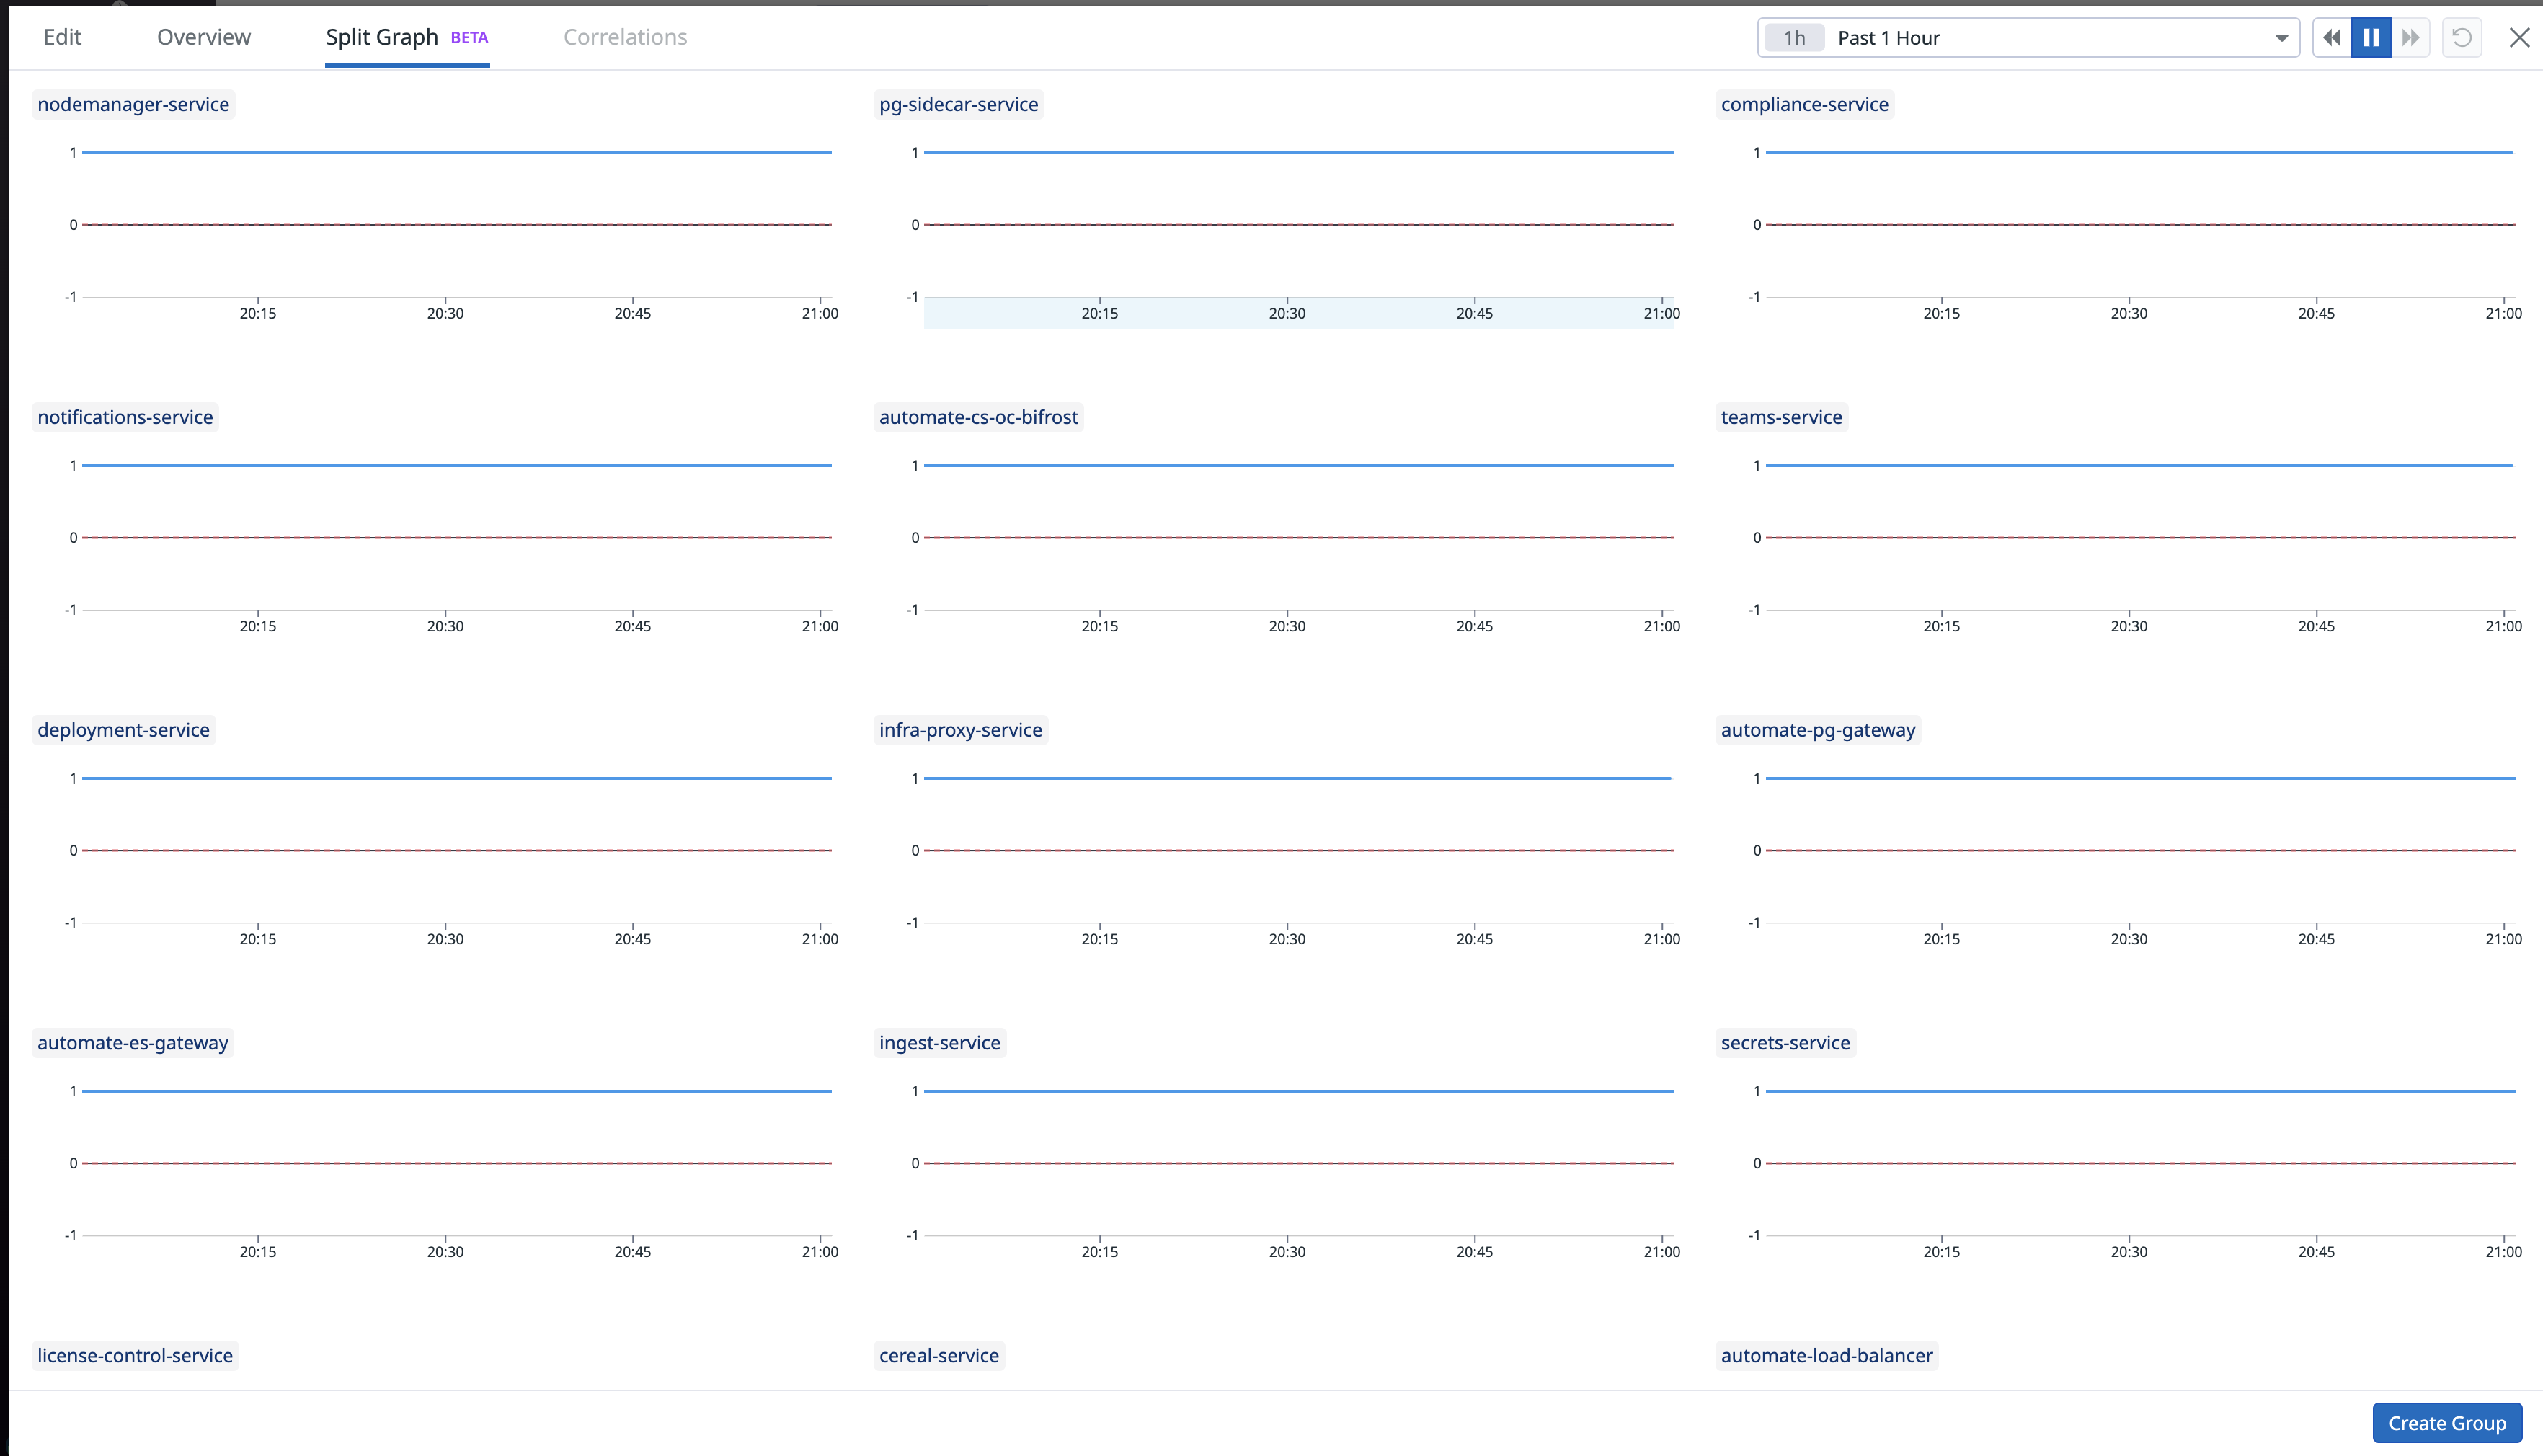 Edit Overview Split Graph BETA Correlations 1h Past 1 Hour
nodemanager-service pg-sidecar-service compliance-service
1 1 1
0 0 0
-1 -1 -1
20:15 20:30 20:45 21:00 20:15 20:30 20:45 21:00 20:15 20:30 20:45 21:00
notifications-service automate-cs-oc-bifrost teams-service
1 1 1
0 0 0
-1 -1 -1
20:15 20:30 20:45 21:00 20:15 20:30 20:45 21:00 20:15 20:30 20:45 21:00
deployment-service infra-proxy-service automate-pg-gateway
1 1 1
0 0 0
-1 -1 -1
20:15 20:30 20:45 21:00 20:15 20:30 20:45 21:00 20:15 20:30 20:45 21:00
automate-es-gateway ingest-service secrets-service
1 1 1
0 0 0
-1 -1 -1
20:15 20:30 20:45 21:00 20:15 20:30 20:45 21:00 20:15 20:30 20:45 21:00
license-control-service cereal-service automate-load-balancer
Create Group